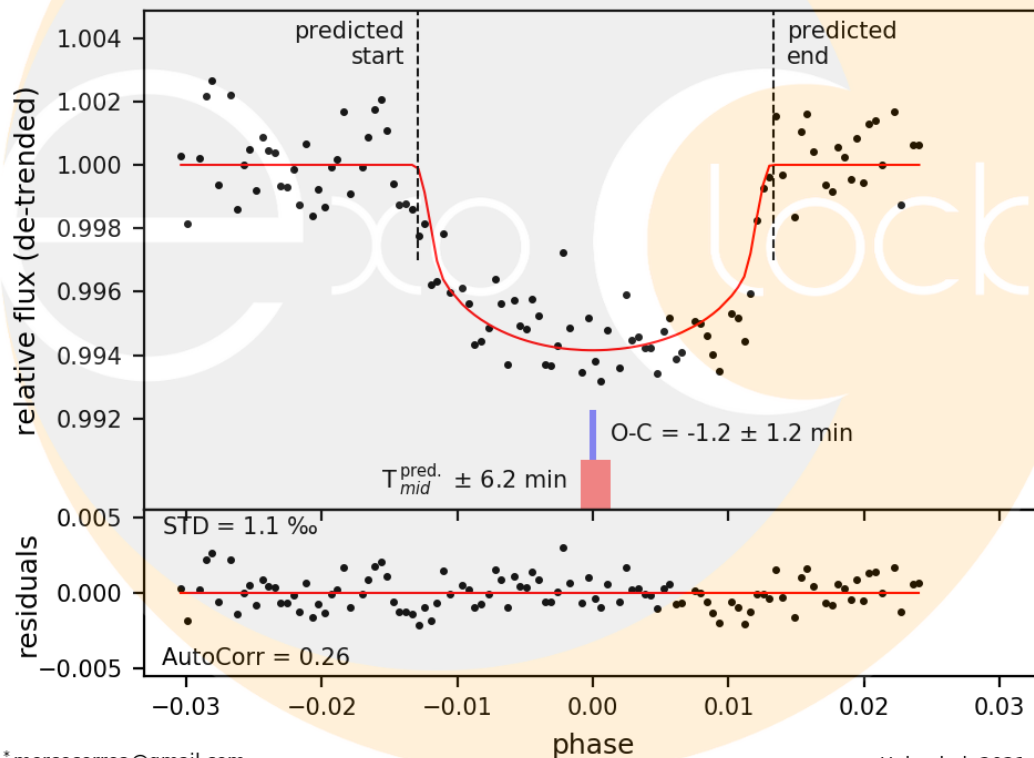 1.004
1.002
1.000
0.998
0.996
0.994
0.992
relative flux (de-trended)
predicted
start
predicted
end
exo Clock
O-C = -1.2 ± 1.2 min
T_mid^pred. ± 6.2 min
0.005
0.000
−0.005
residuals
STD = 1.1 ‰
AutoCorr = 0.26
−0.03 −0.02 −0.01 0.00 0.01 0.02 0.03
phase